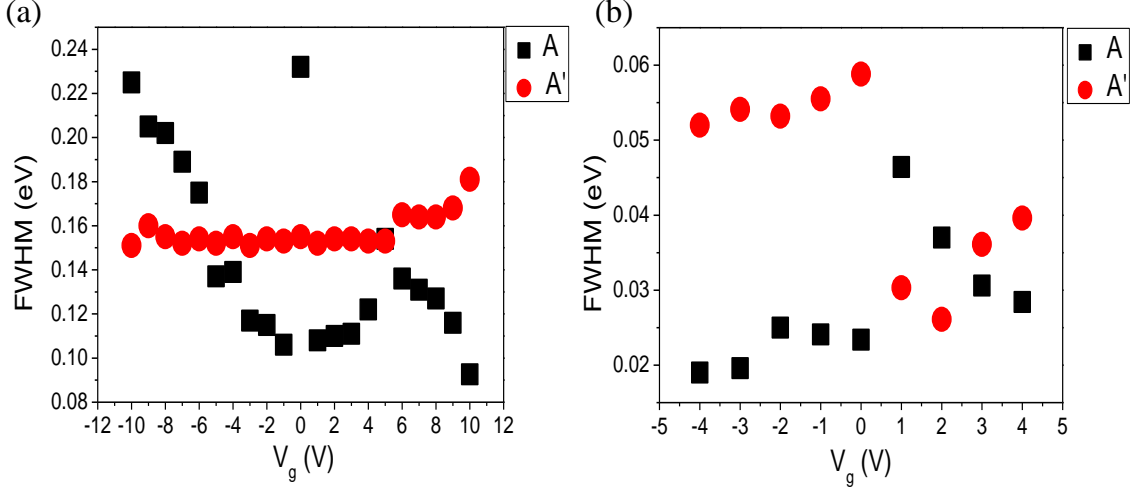 (a)
A
A'
0.24
0.22
0.20
0.18
0.16
0.14
0.12
0.10
0.08
FWHM (eV)
-12 -10 -8 -6 -4 -2 0 2 4 6 8 10 12
Vg (V)
(b)
A
A'
0.06
0.05
0.04
0.03
0.02
FWHM (eV)
-5 -4 -3 -2 -1 0 1 2 3 4 5
Vg (V)